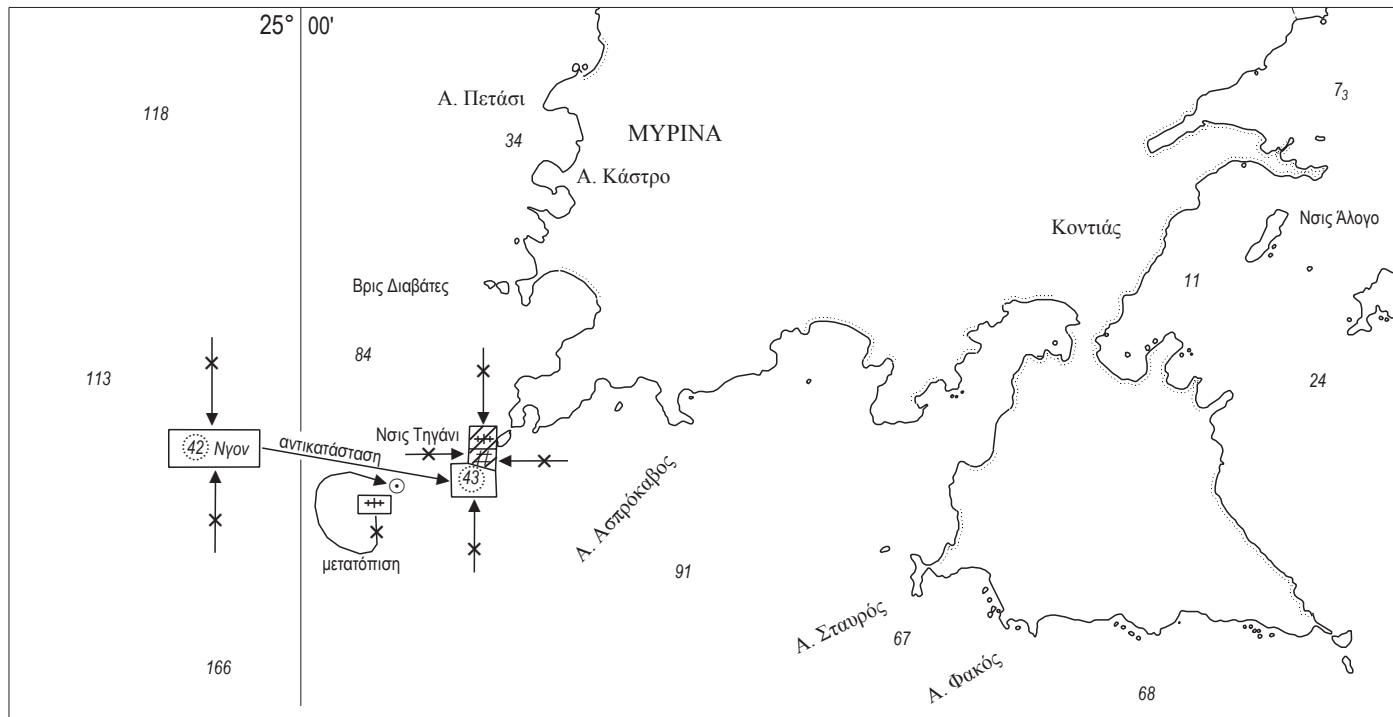 25° 00'
118
Α. Πετάσι
34
ΜΥΡΙΝΑ
7₃
Α. Κάστρο
Κοντιάς
Νσις Άλογο
11
Βρις Διαβάτες
84
113
24
Νσις Τηγάνι
42 Νγον
αντικατάσταση
43
μετατόπιση
Α. Ασπρόκαβος
91
Α. Σταυρός
67
Α. Φακός
166
68